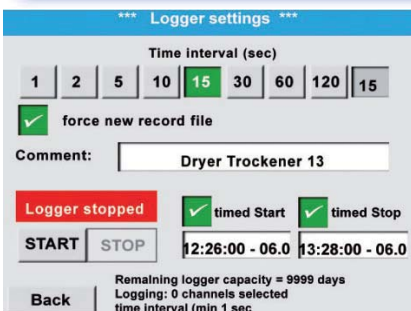 *** Logger settings ***
Time interval (sec)
1 2 5 10 15 30 60 120 15
force new record file
Comment: Dryer Trockener 13
Logger stopped timed Start timed Stop
START STOP 12:26:00 - 06.0 13:28:00 - 06.0
Remaining logger capacity = 9999 days
Back Logging: 0 channels selected
time interval (min 1 sec